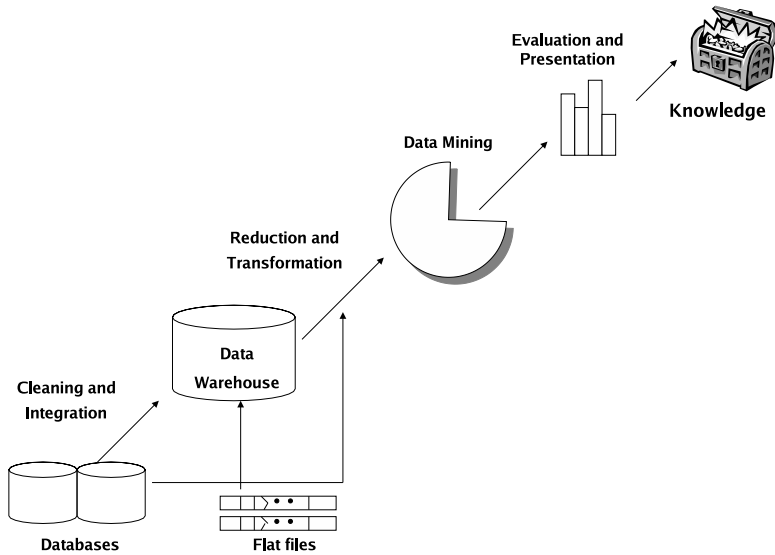 Evaluation and
Presentation
Knowledge
Data Mining
Reduction and
Transformation
Data
Warehouse
Cleaning and
Integration
Databases
Flat files